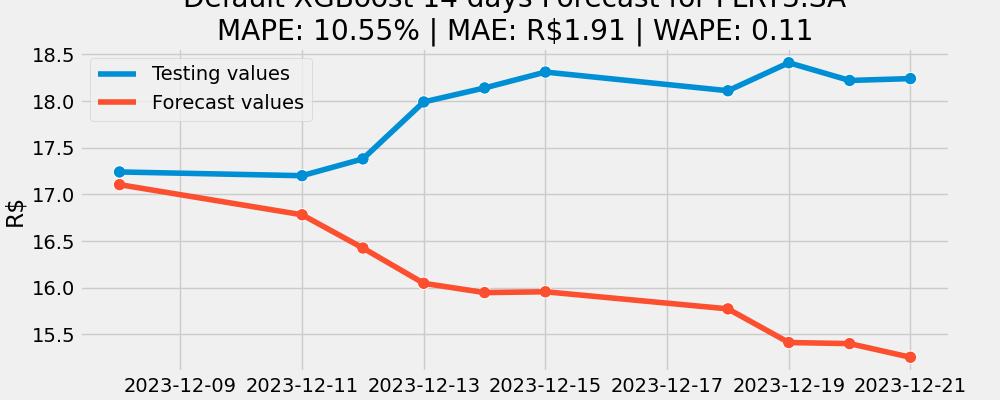 Default XGBoost 14 days Forecast for
MAPE: 10.55% | MAE: R$1.91 | WAPE: 0.11
18.5
18.0
17.5
17.0
16.5
16.0
15.5
R$
Testing values
Forecast values
2023-12-09 2023-12-11 2023-12-13 2023-12-15 2023-12-17 2023-12-19 2023-12-21